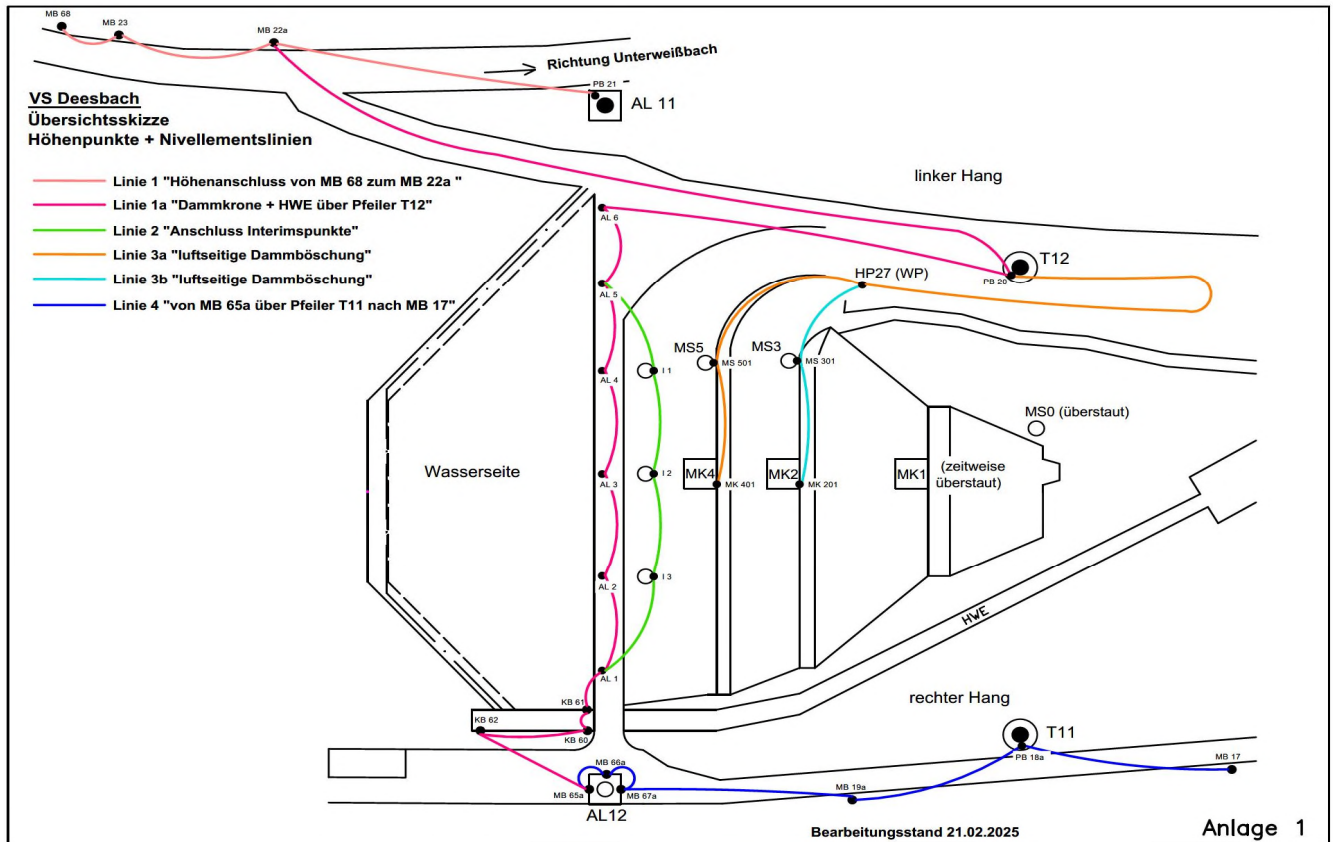 MB 68
MB 23
MB 22a
Richtung Unterweißbach
PB 21
AL 11
VS Deesbach
Übersichtsskizze
Höhenpunkte + Nivellementslinien
Linie 1 "Höhenanschluss von MB 68 zum MB 22a "
Linie 1a "Dammkrone + HWE über Pfeiler T12"
Linie 2 "Anschluss Interimspunkte"
Linie 3a "luftseitige Dammböschung"
Linie 3b "luftseitige Dammböschung"
Linie 4 "von MB 65a über Pfeiler T11 nach MB 17"
linker Hang
AL 6
T12
PB 20
HP27 (WP)
AL 5
MS5
MS 501
MS3
MS 301
AL 4
I 1
MS0 (überstaut)
Wasserseite
AL 3
I 2
MK4
MK 401
MK2
MK 201
MK1
(zeitweise
überstaut)
AL 2
I 3
HWE
AL 1
rechter Hang
KB 61
KB 62
KB 60
T11
PB 18a
MB 17
MB 66a
MB 65a
MB 67a
MB 19a
AL12
Bearbeitungsstand 21.02.2025
Anlage 1